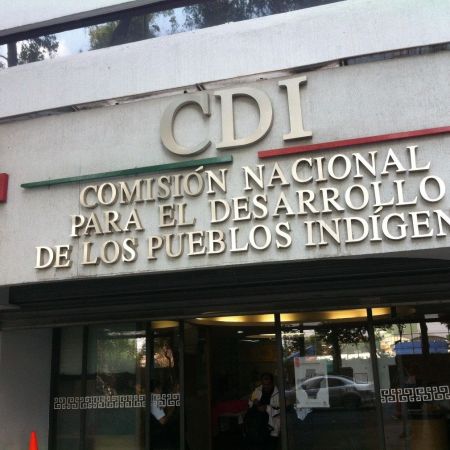 CDI
COMISIÓN NACIONAL
PARA EL DESARROLLO
DE LOS PUEBLOS INDÍGEN